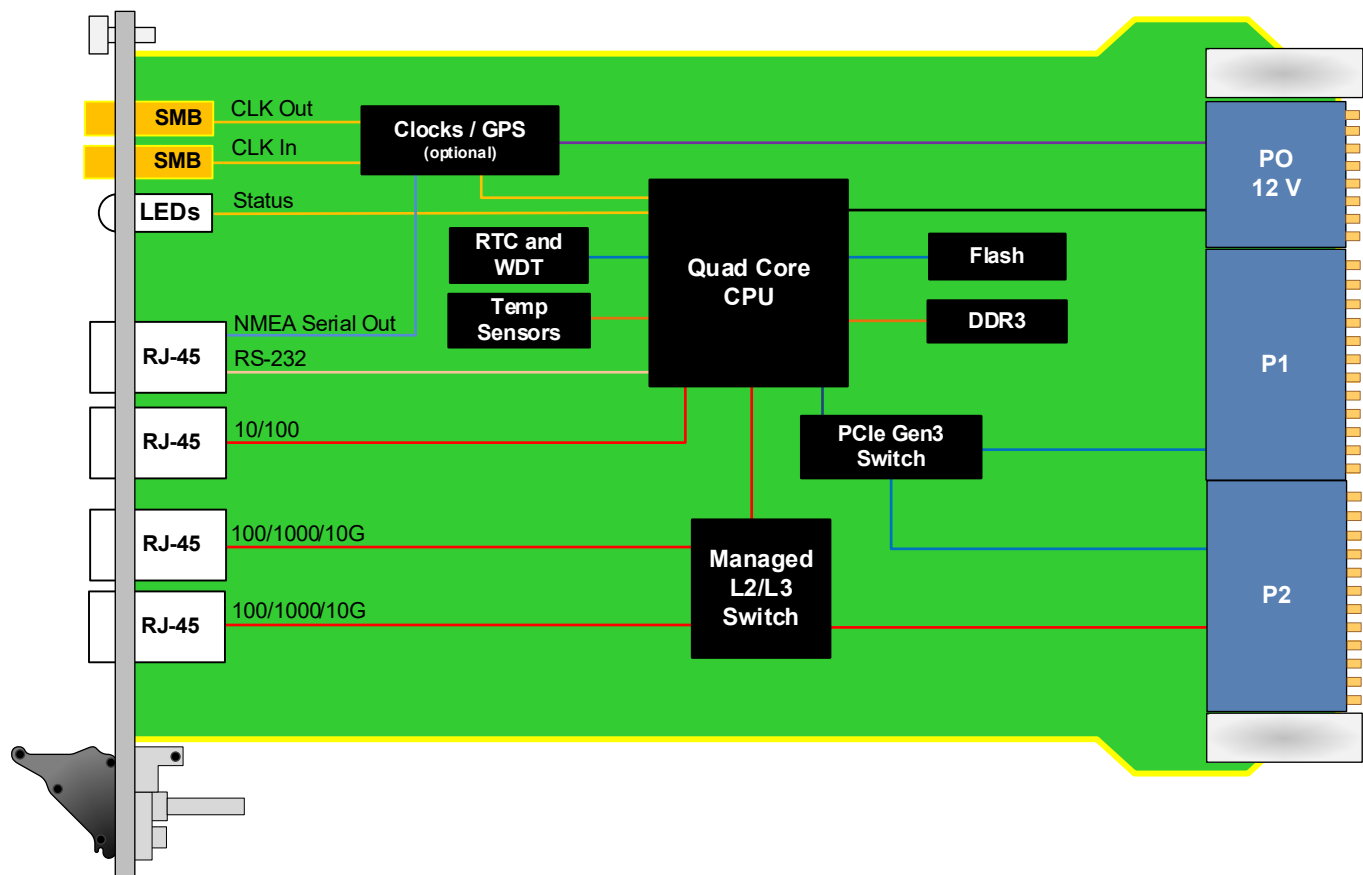 SMB
CLK Out
SMB
CLK In
LEDs
Status
Clocks / GPS
(optional)
PO
12 V
RTC and
WDT
Temp
Sensors
Quad Core
CPU
Flash
DDR3
NMEA Serial Out
RJ-45
RS-232
P1
RJ-45
10/100
PCIe Gen3
Switch
RJ-45
100/1000/10G
Managed
L2/L3
Switch
P2
RJ-45
100/1000/10G